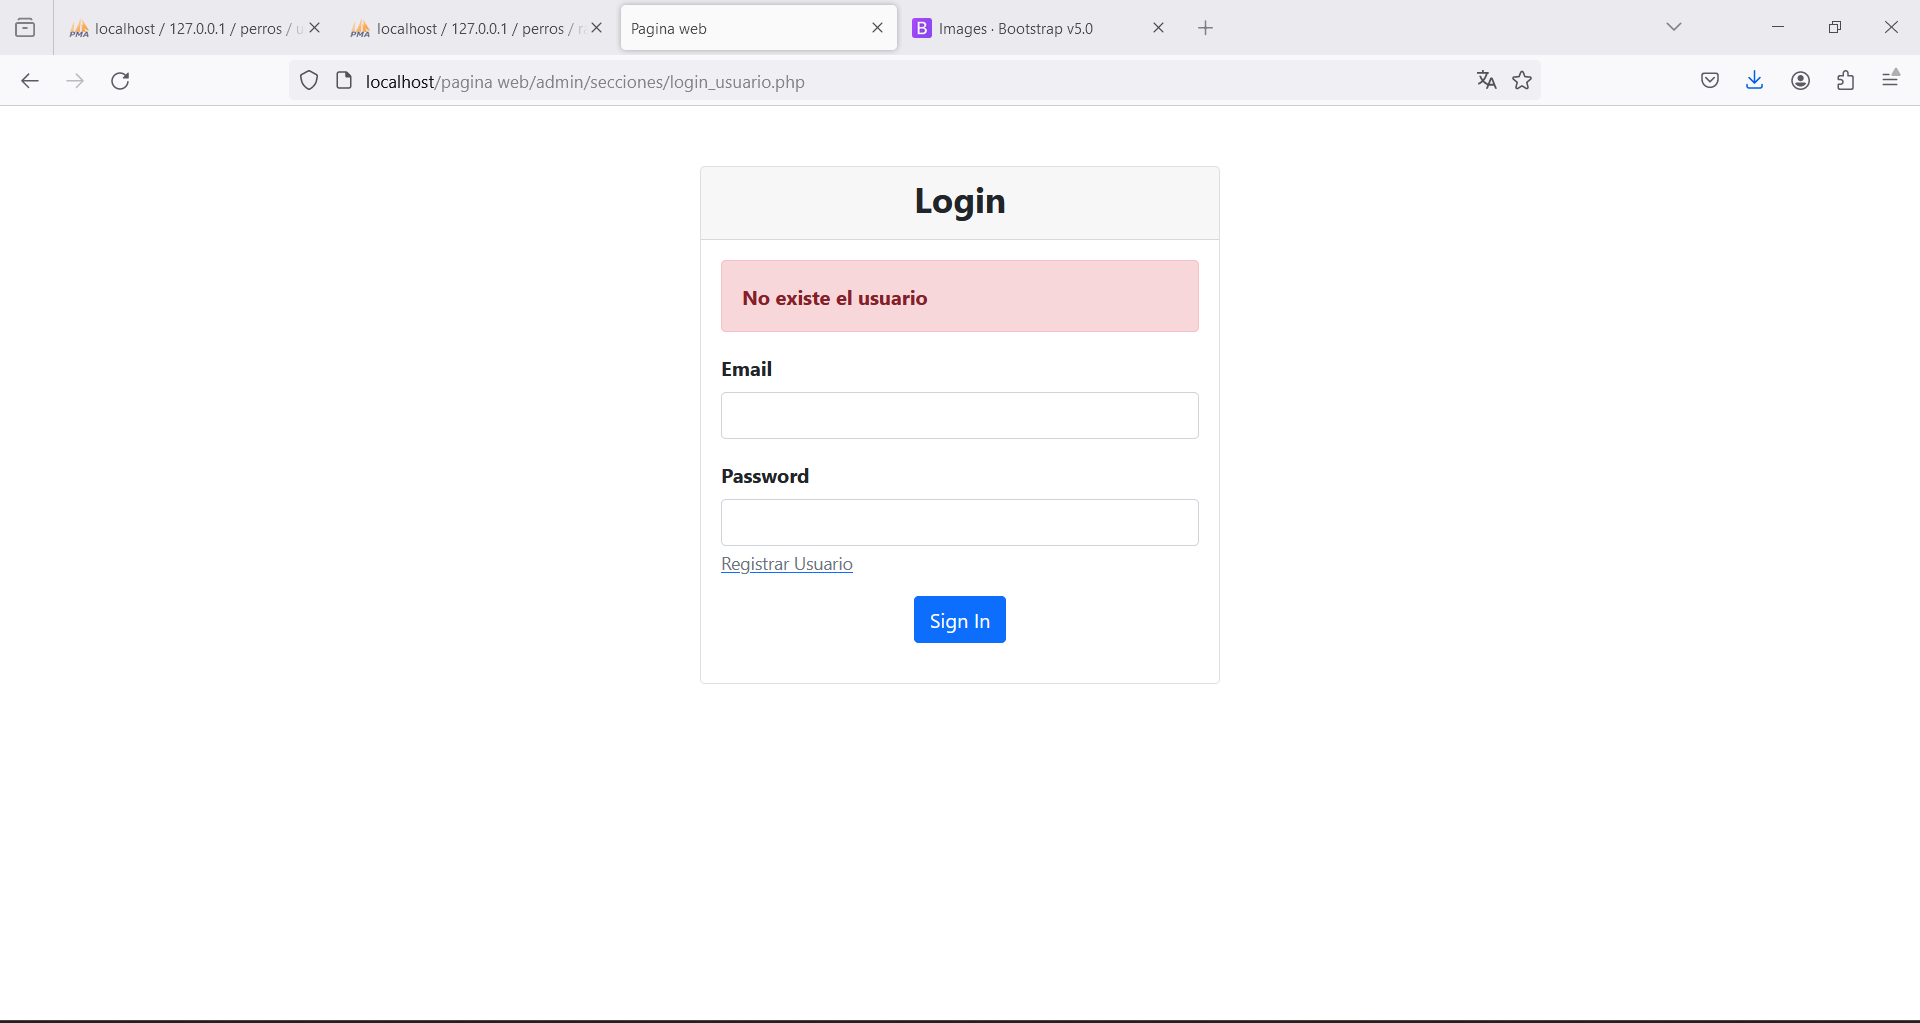 localhost / 127.0.0.1 / perros / u
localhost / 127.0.0.1 / perros / r
Pagina web
Images · Bootstrap v5.0
localhost/pagina web/admin/secciones/login_usuario.php
Login
No existe el usuario
Email
Password
Registrar Usuario
Sign In